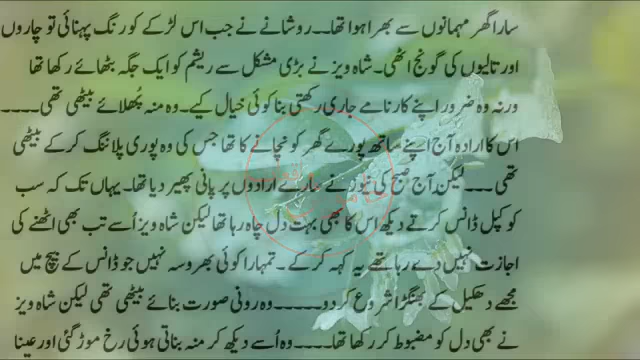 سارا گھر مہمانوں سے بھرا ہوا تھا۔۔ روشانے نے جب اس لڑکے کو رنگ پہنائی تو چاروں
اور تالیوں کی گونج اٹھی۔ شاہ ویز نے بڑی مشکل سے ریشم کو ایک جگہ بٹھائے رکھا تھا
ورنہ وہ ضرور اپنے کارنامے جاری رکھتی بنا کوئی خیال کیے۔ وہ منہ پُھلائے بیٹھی تھی۔۔۔۔
اس کا ارادہ آج اپنے ساتھ پورے گھر کو نچانے کا تھا جس کی وہ پوری پلاننگ کر کے بیٹھی
تھی ۔۔۔ لیکن آج صبح کی نے سارے ارادوں پر پانی پھیر دیا تھا۔ یہاں تک کہ سب
کو کپل ڈانس کرتے دیکھ اس کا بھی بہت دل چاہ رہا تھا لیکن شاہ ویز اُسے تب بھی اٹھنے کی
اجازت نہیں دے رہا تھے یہ کہہ کر کے۔ تمہارا کوئی بھروسہ نہیں جو ڈانس کے بیچ میں
مجھے دھکیل کے بھنگڑا شروع کر دو۔۔۔۔۔ وہ رونی صورت بنائے بیٹھی تھی لیکن شاہ ویز
نے بھی دل کو مضبوط کر رکھا تھا۔۔۔۔ وہ اُسے دیکھ کر منہ بناتی ہوئی رخ موڑ گئی اور عینا